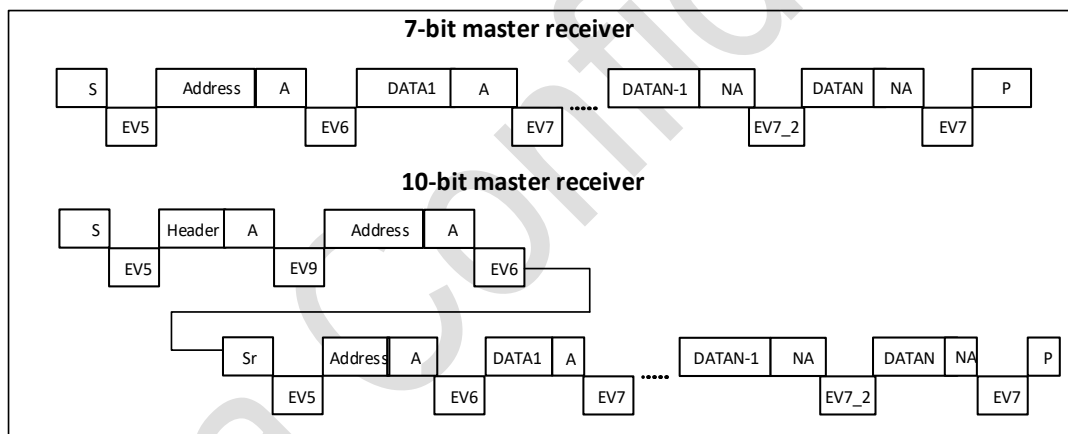 7-bit master receiver
S Address A DATA1 A ..... DATAN-1 NA DATAN NA P
EV5 EV6 EV7 EV7_2 EV7
10-bit master receiver
S Header A Address A
EV5 EV9 EV6
Sr Address A DATA1 A ..... DATAN-1 NA DATAN NA P
EV5 EV6 EV7 EV7_2 EV7